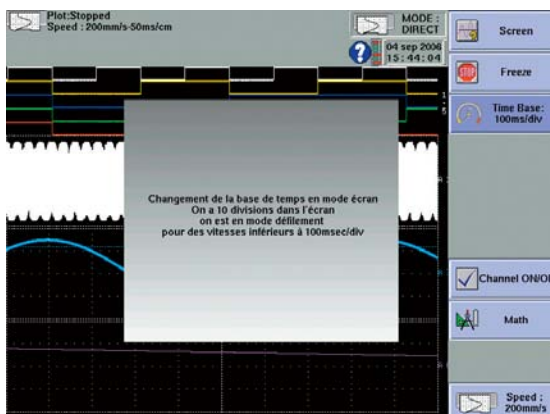 Plot:Stopped
Speed : 200mm/s-50ms/cm
MODE :
DIRECT
04 sep 2006
15:44:04
Screen
STOP
Freeze
Time Base:
100ms/div
Changement de la base de temps en mode écran
On a 10 divisions dans l'écran
on est en mode défilement
pour des vitesses inférieurs à 100msec/div
Channel ON/O
Math
Speed :
200mm/s